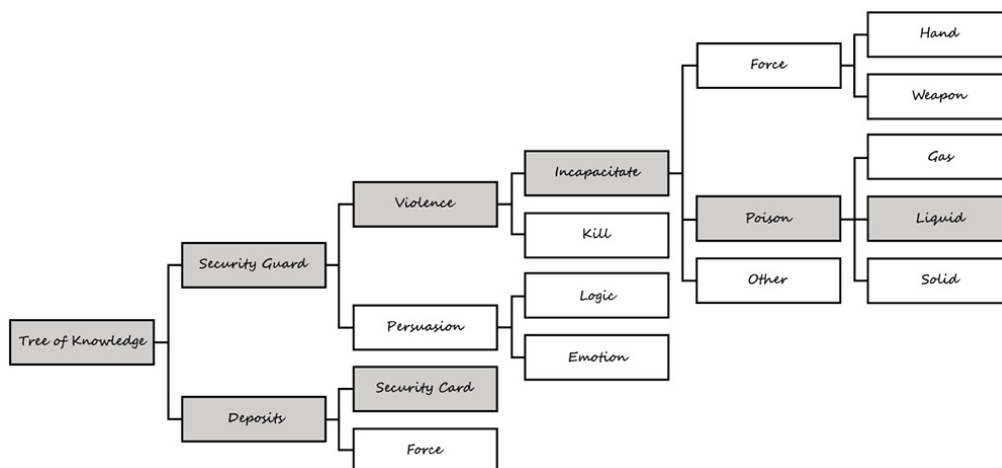 Hand
Force
Weapon
Gas
Incapacitate
Violence
Poison
Liquid
Kill
Security Guard
Other
Solid
Logic
Persuasion
Tree of Knowledge
Emotion
Security Card
Deposits
Force